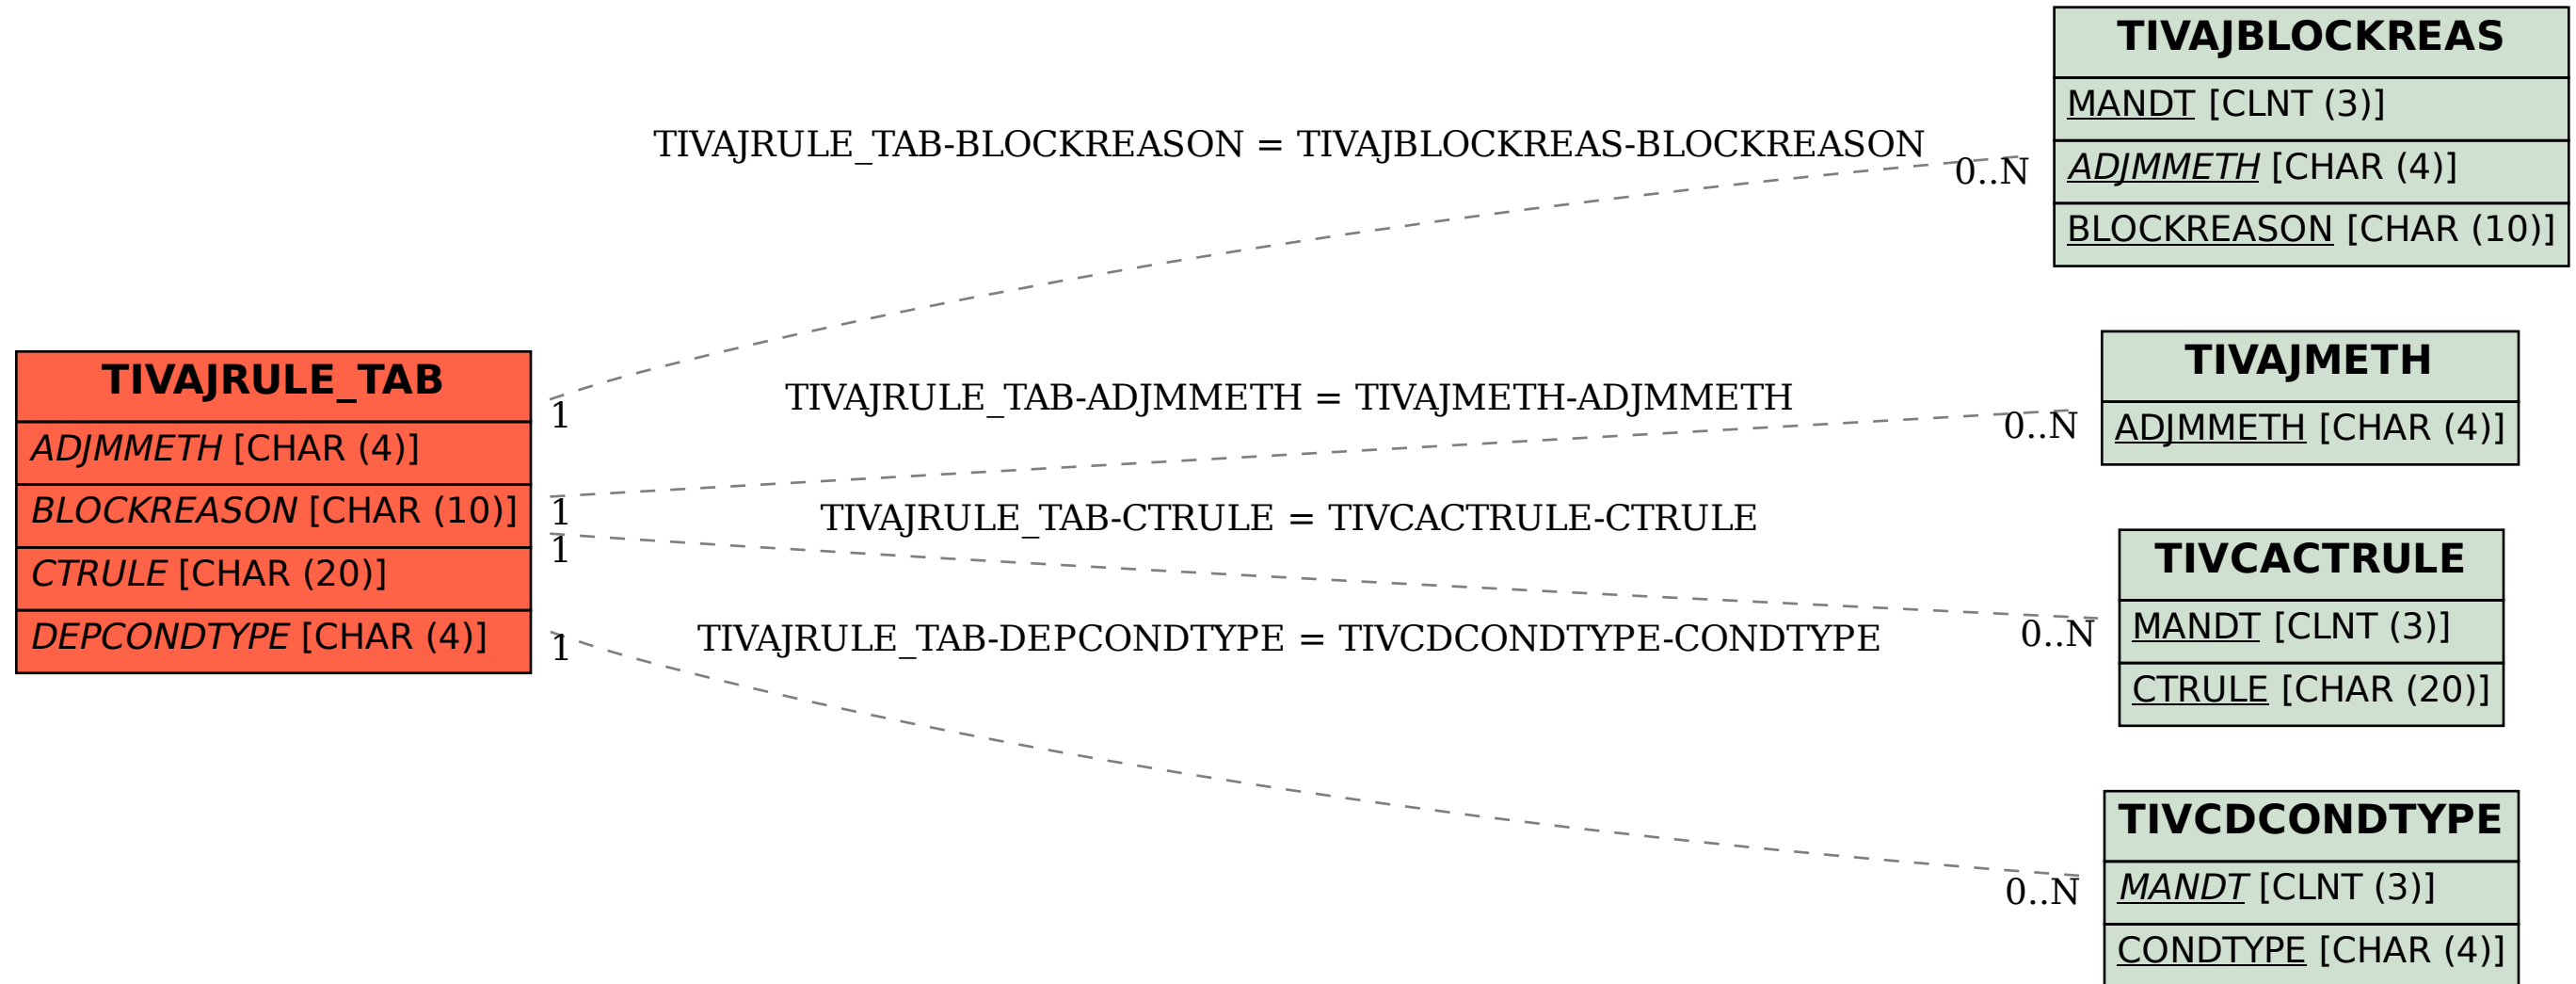 TIVAJBLOCKREAS
MANDT [CLNT (3)]
ADJMMETH [CHAR (4)]
BLOCKREASON [CHAR (10)]
TIVAJRULE_TAB-BLOCKREASON = TIVAJBLOCKREAS-BLOCKREASON
0..N
1
TIVAJRULE_TAB
ADJMMETH [CHAR (4)]
BLOCKREASON [CHAR (10)]
CTRULE [CHAR (20)]
DEPCONDTYPE [CHAR (4)]
TIVAJRULE_TAB-ADJMMETH = TIVAJMETH-ADJMMETH
0..N
1
TIVAJMETH
ADJMMETH [CHAR (4)]
TIVAJRULE_TAB-CTRULE = TIVCACTRULE-CTRULE
1
0..N
TIVCACTRULE
MANDT [CLNT (3)]
CTRULE [CHAR (20)]
TIVAJRULE_TAB-DEPCONDTYPE = TIVCDCONDTYPE-CONDTYPE
1
0..N
TIVCDCONDTYPE
MANDT [CLNT (3)]
CONDTYPE [CHAR (4)]